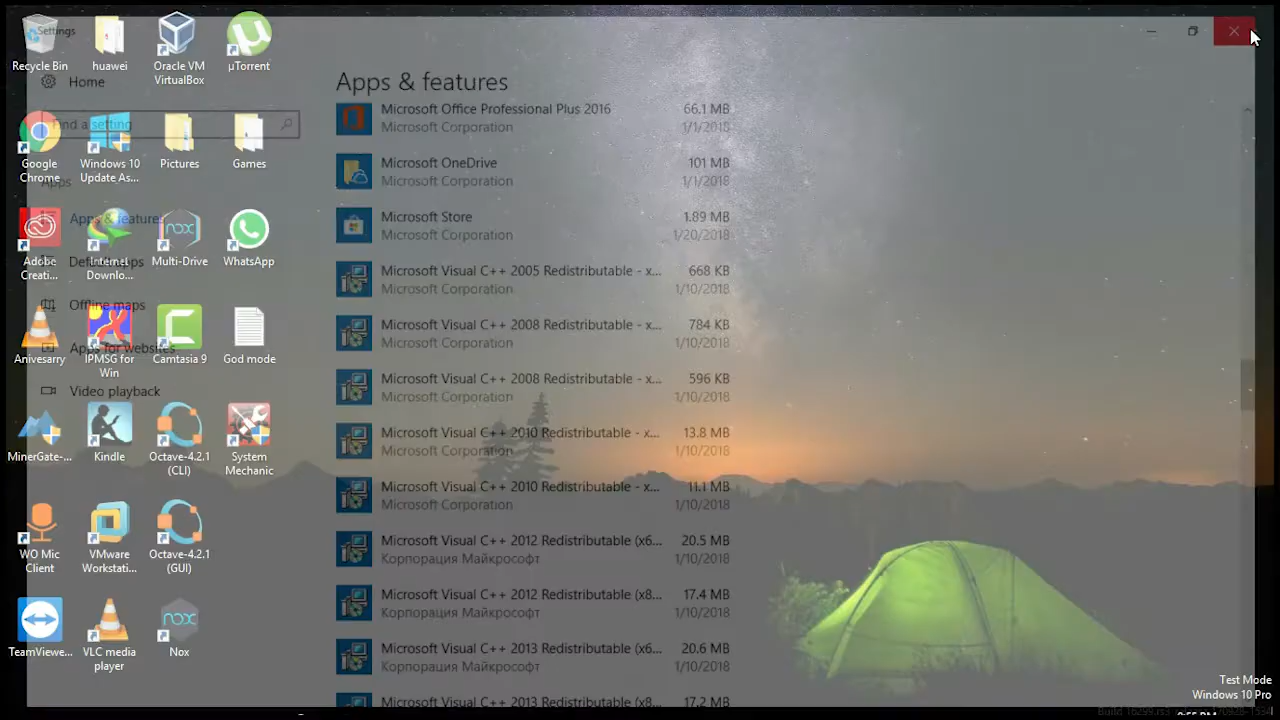 Settings
Home
Find a setting
Apps
Apps & features
Default apps
Offline maps
Apps for websites
Video playback
Apps & features
Microsoft Office Professional Plus 2016 66.1 MB
Microsoft Corporation 1/1/2018
Microsoft OneDrive 101 MB
Microsoft Corporation 1/1/2018
Microsoft Store 1.89 MB
Microsoft Corporation 1/20/2018
Microsoft Visual C++ 2005 Redistributable - x... 668 KB
Microsoft Corporation 1/10/2018
Microsoft Visual C++ 2008 Redistributable - x... 784 KB
Microsoft Corporation 1/10/2018
Microsoft Visual C++ 2008 Redistributable - x... 596 KB
Microsoft Corporation 1/10/2018
Microsoft Visual C++ 2010 Redistributable - x... 13.8 MB
Microsoft Corporation 1/10/2018
Microsoft Visual C++ 2010 Redistributable - x... 11.1 MB
Microsoft Corporation 1/10/2018
Microsoft Visual C++ 2012 Redistributable (x6... 20.5 MB
Корпорация Майкрософт 1/10/2018
Microsoft Visual C++ 2012 Redistributable (x8... 17.4 MB
Корпорация Майкрософт 1/10/2018
Microsoft Visual C++ 2013 Redistributable (x6... 20.6 MB
Корпорация Майкрософт 1/10/2018
Microsoft Visual C++ 2013 Redistributable (x8... 17.2 MB
Recycle Bin
huawei
Oracle VM
VirtualBox
µTorrent
Google
Chrome
Windows 10
Update As...
Pictures
Games
Adobe
Creati...
Internet
Downlo...
nox
Multi-Drive
WhatsApp
Anivesarry
IPMSG for
Win
Camtasia 9
God mode
MinerGate-...
Kindle
Octave-4.2.1
(CLI)
System
Mechanic
WO Mic
Client
VMware
Workstati...
Octave-4.2.1
(GUI)
TeamViewe...
VLC media
player
nox
Nox
Test Mode
Windows 10 Pro